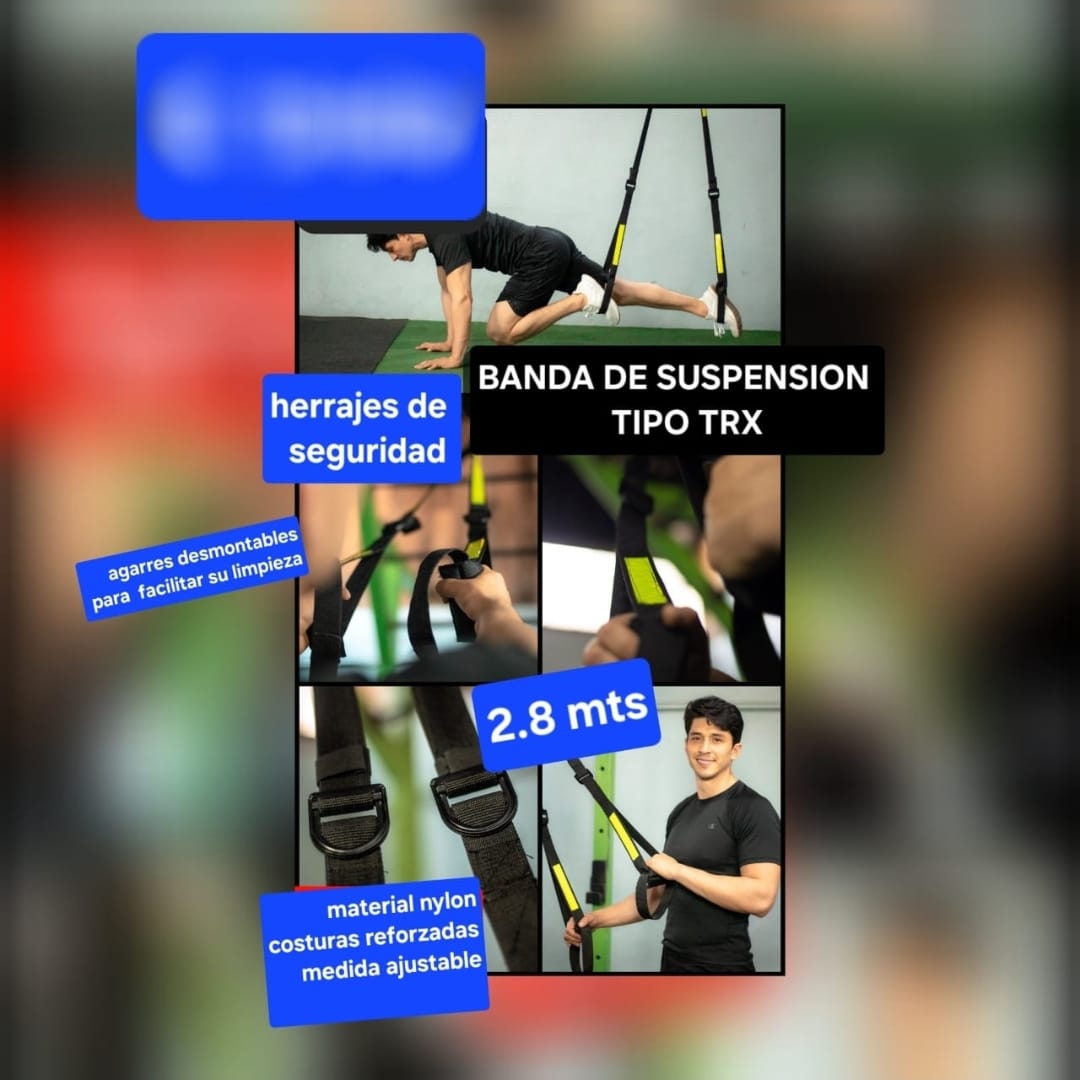 BANDA DE SUSPENSION
TIPO TRX
herrajes de
seguridad
agarres desmontables
para facilitar su limpieza
2.8 mts
material nylon
costuras reforzadas
medida ajustable